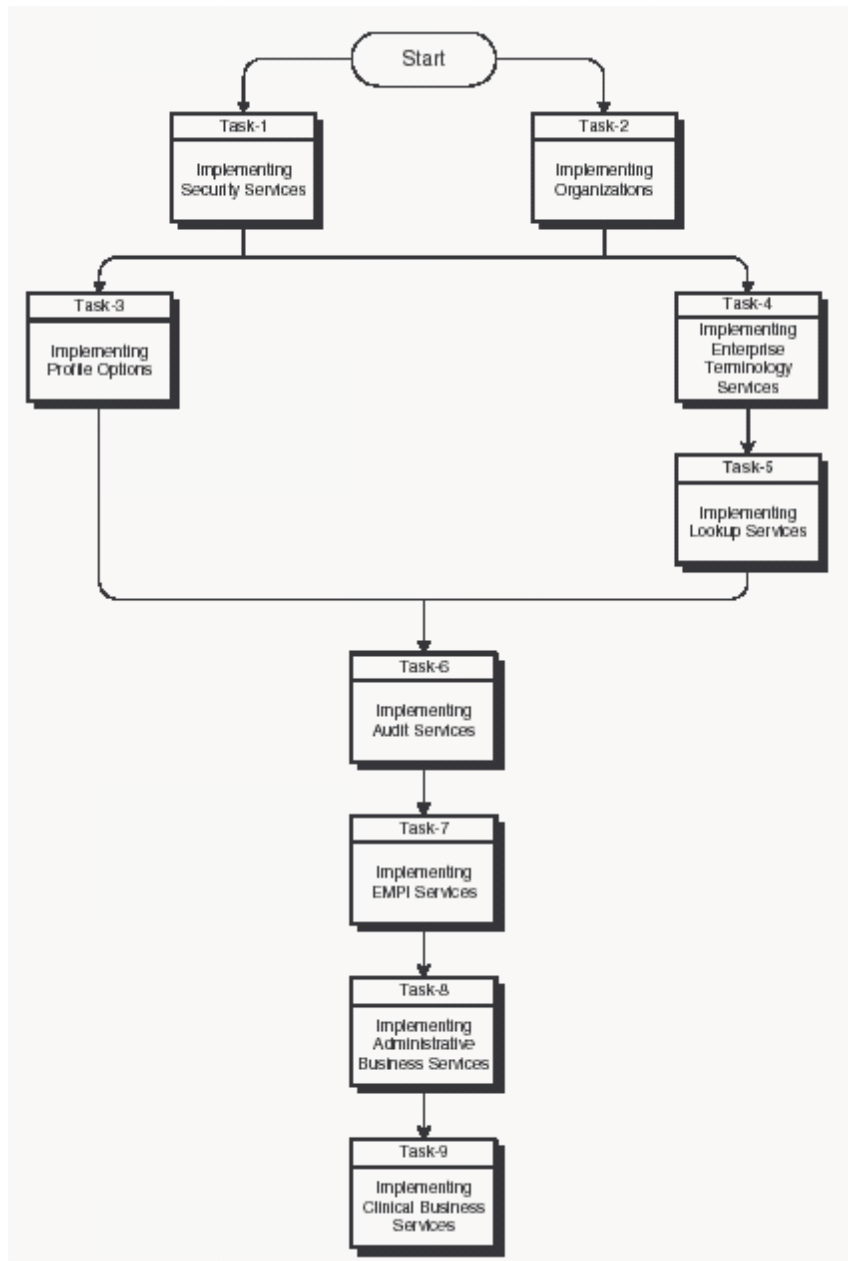 Start
Task-1
Implementing
Security Services
Task-2
Implementing
Organizations
Task-3
Implementing
Profile Options
Task-4
Implementing
Enterprise
Terminology
Services
Task-5
Implementing
Lookup Services
Task-6
Implementing
Audit Services
Task-7
Implementing
EMPI Services
Task-8
Implementing
Administrative
Business Services
Task-9
Implementing
Clinical Business
Services